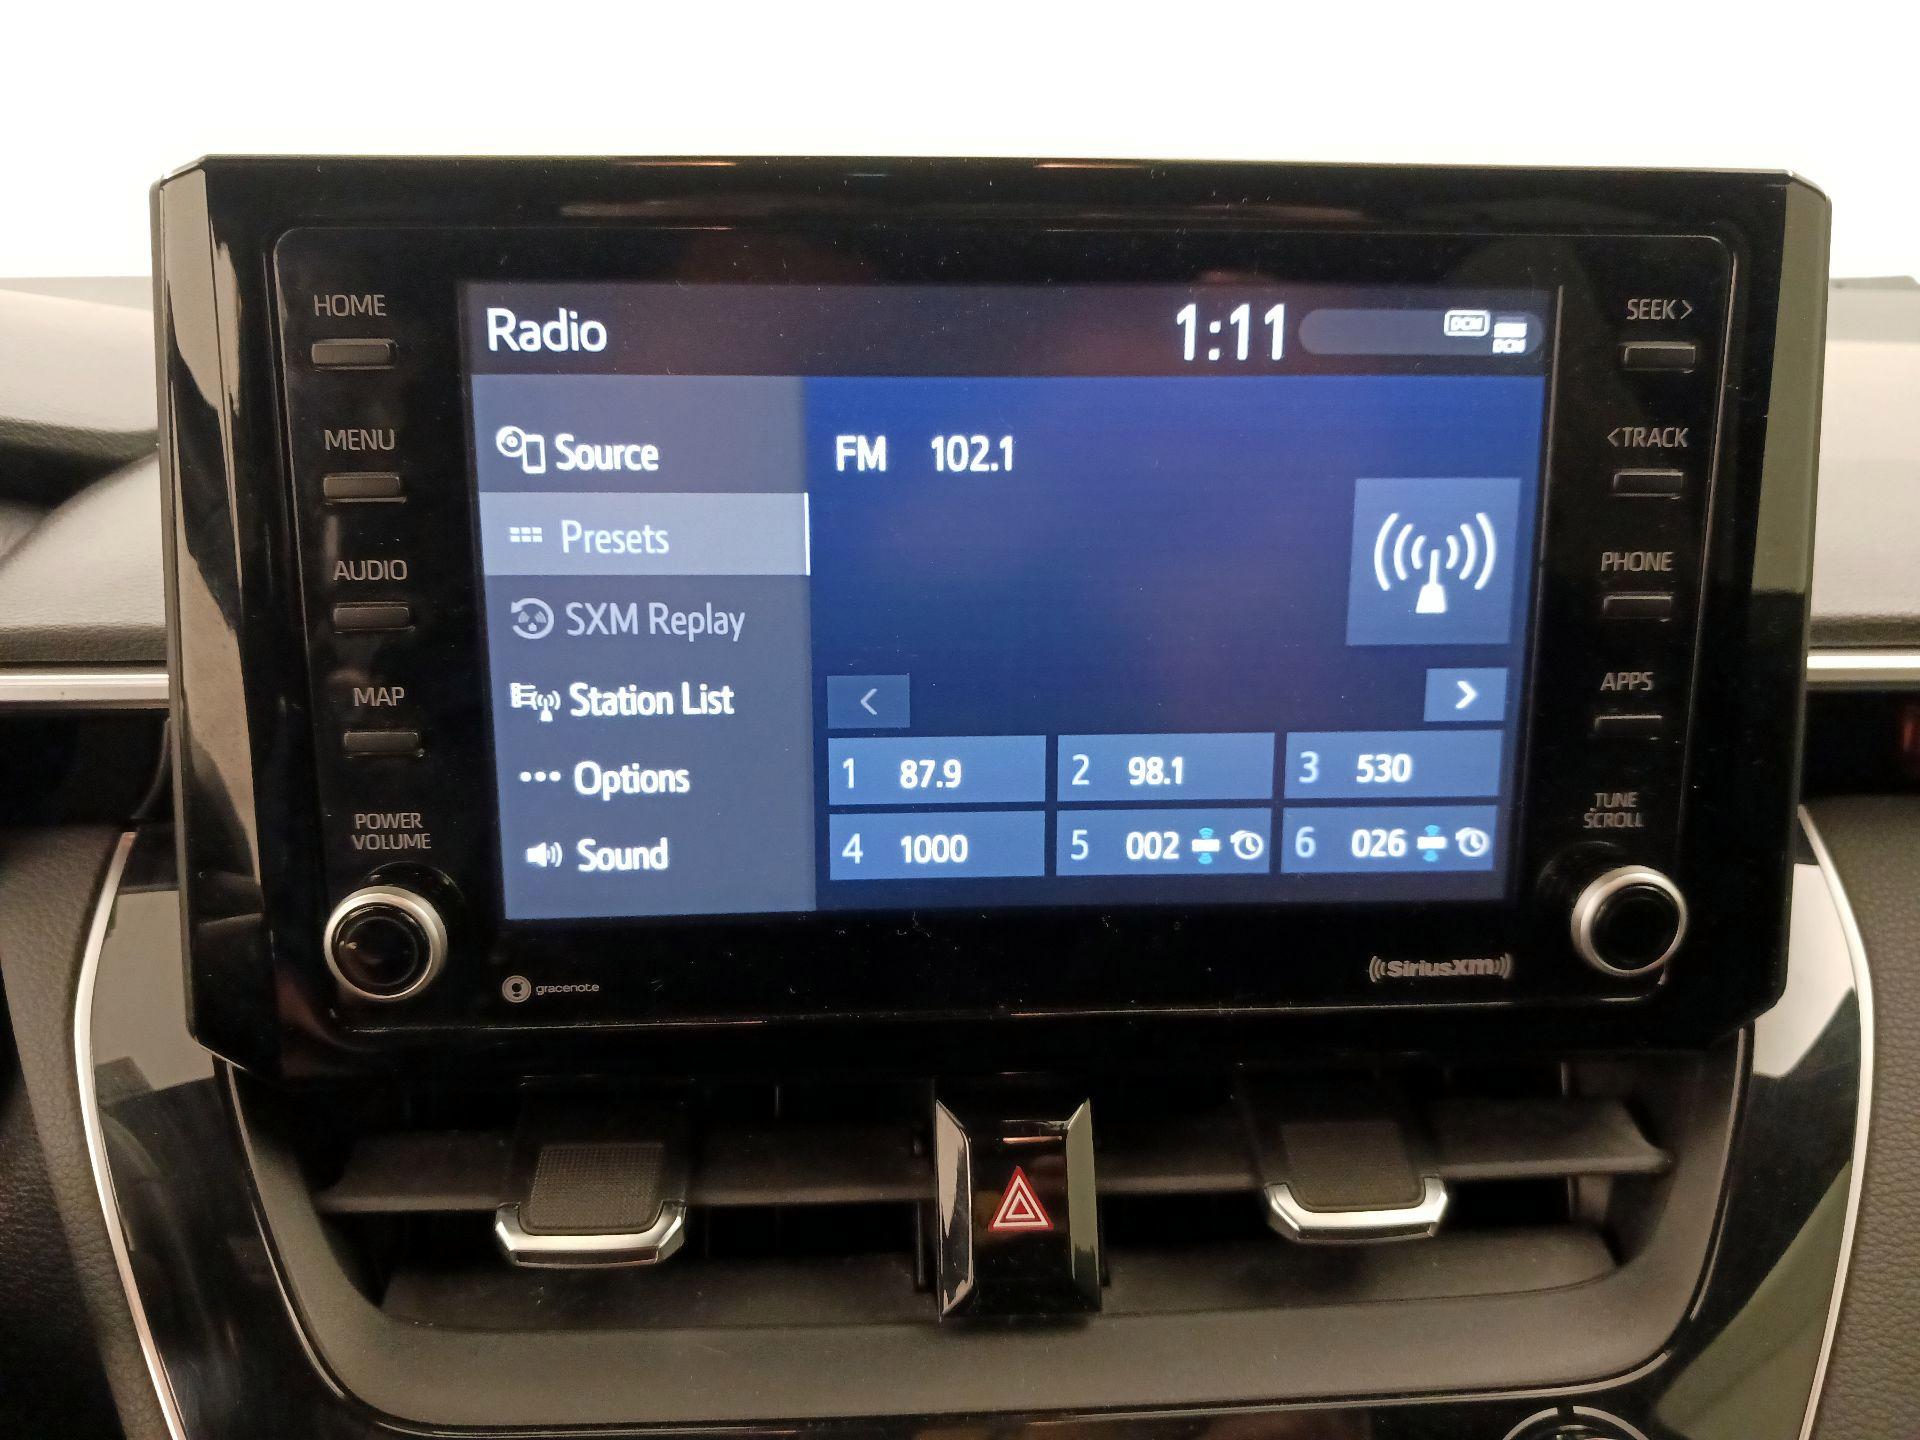 HOME
MENU
AUDIO
MAP
POWER
VOLUME
Radio
1:11
DCM
DCM
Source
Presets
SXM Replay
Station List
Options
Sound
FM 102.1
<
>
1 87.9
2 98.1
3 530
4 1000
5 002
6 026
SEEK >
< TRACK
PHONE
APPS
TUNE
SCROLL
gracenote
((SiriusXM))